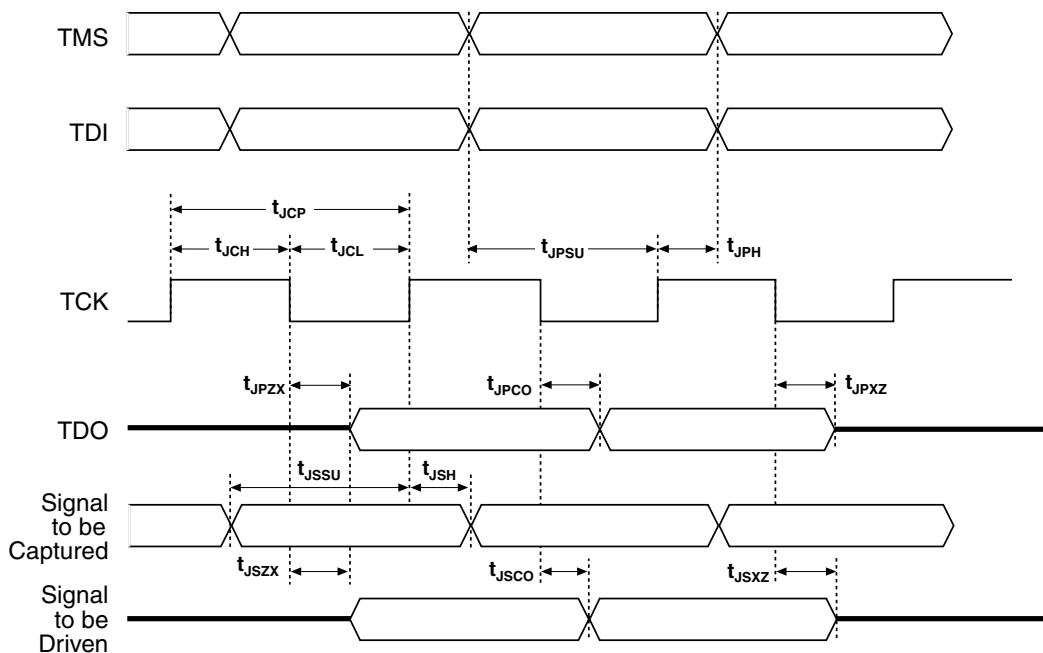 TMS
TDI
tJCP
tJCH
tJCL
tJPSU
tJPH
TCK
tJPZX
tJPCO
tJPXZ
TDO
tJSSU
tJSH
Signal
to be
Captured
tJSZX
tJSCO
tJSXZ
Signal
to be
Driven